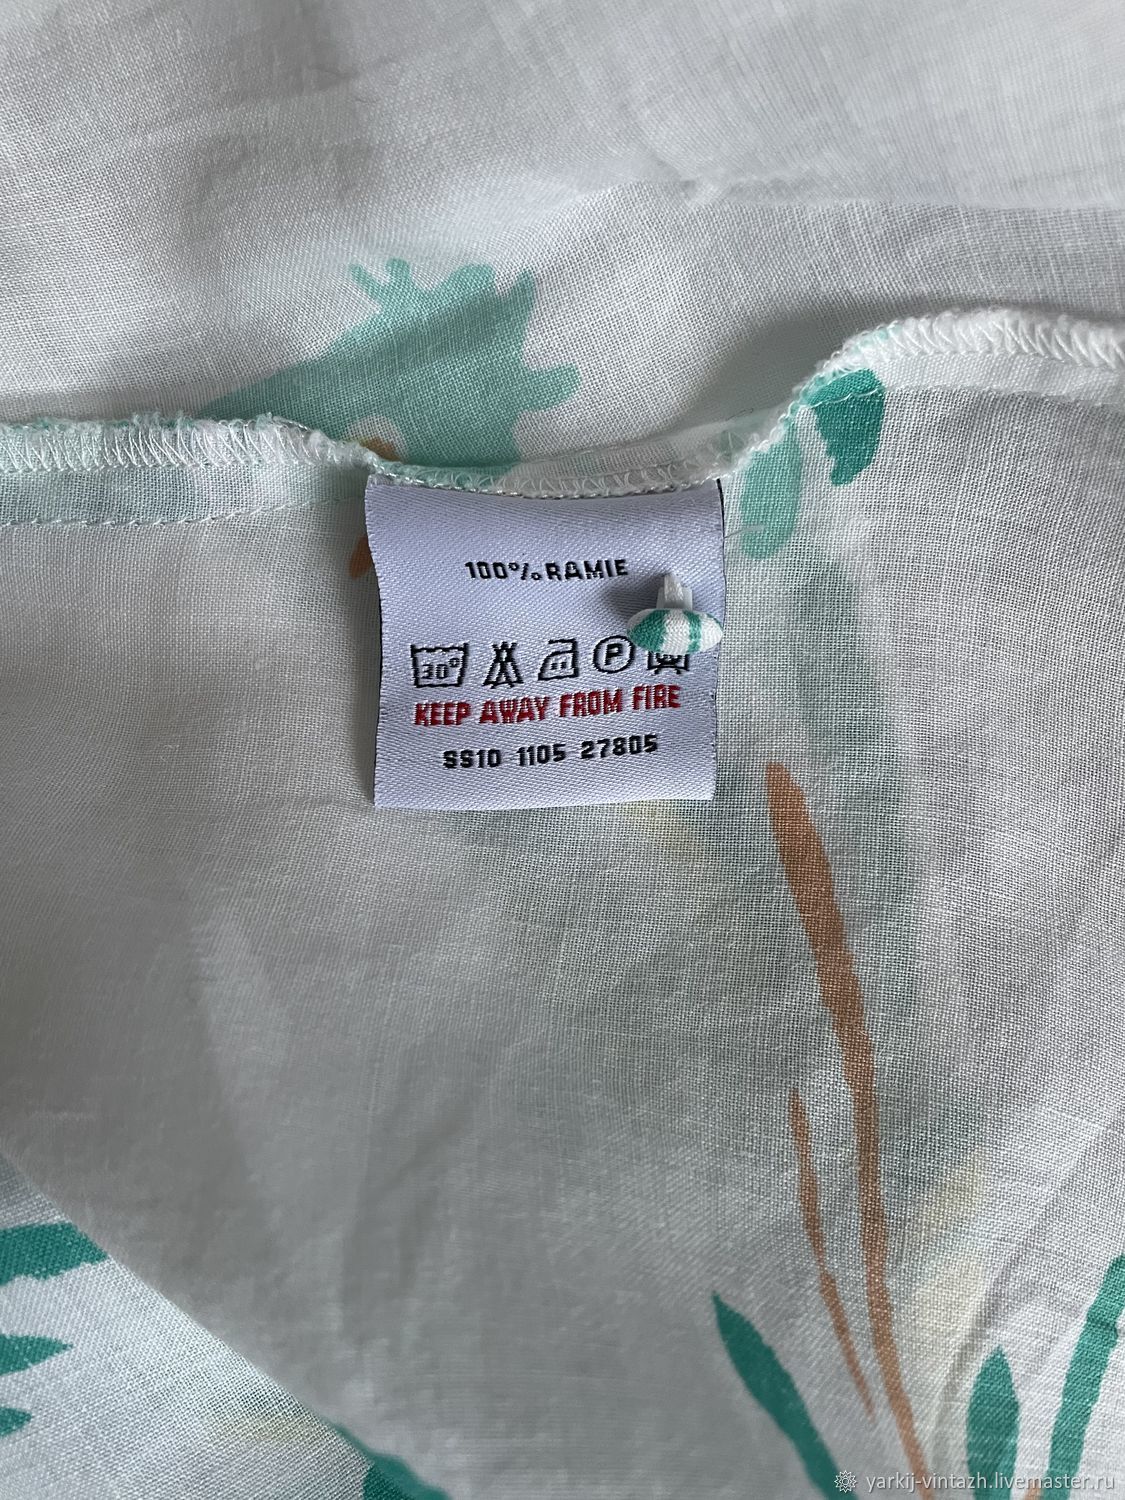 100% RAMIE
30° P
KEEP AWAY FROM FIRE
SS10 1105 27805
yarkij-vintazh.livemaster.ru